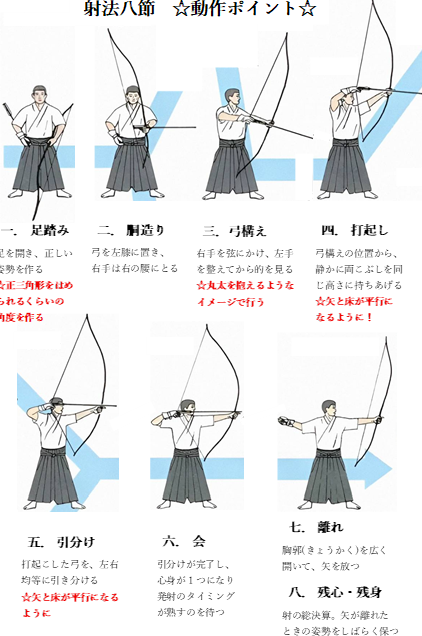 射法八節　☆動作ポイント☆
一．　足踏み
足を開き、正しい
姿勢を作る
☆正三角形をはめ
られるくらいの
角度を作る
二．　胴造り
弓を左膝に置き、
右手は右の腰にとる
三．　弓構え
右手を弦にかけ、左手
を整えてから的を見る
☆丸太を抱えるような
イメージで行う
四．　打起し
弓構えの位置から、
静かに両こぶしを同
じ高さに持ちあげる
☆矢と床が平行に
なるように！
五．　引分け
打起こした弓を、左右
均等に引き分ける
☆矢と床が平行になる
ように
六．　会
引分けが完了し、
心身が１つになり
発射のタイミング
が熟すのを待つ
七．　離れ
胸郭(きょうかく)を広く
開いて、矢を放つ
八．　残心・残身
射の総決算。矢が離れた
ときの姿勢をしばらく保つ